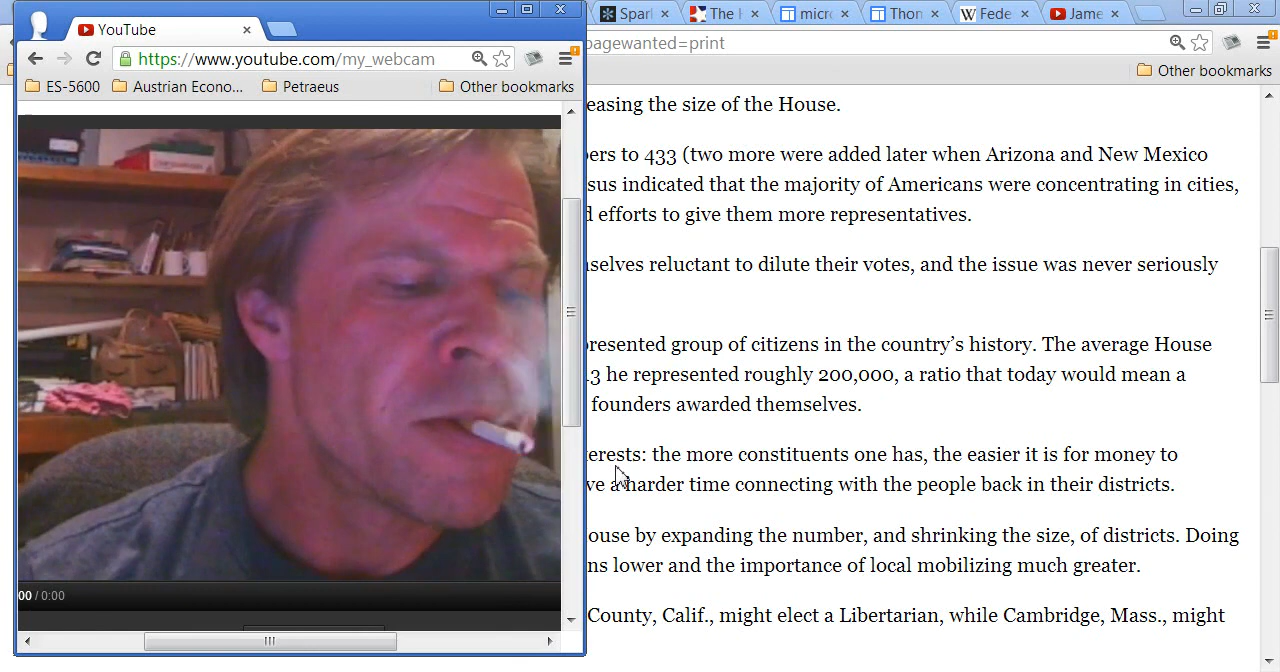 YouTube
https://www.youtube.com/my_webcam
ES-5600
Austrian Econo...
Petraeus
Other bookmarks
00 / 0:00
Spari
The H
micro
Thon
Wiki Fede
Jame
pagewanted=print
Other bookmarks
easing the size of the House.
ers to 433 (two more were added later when Arizona and New Mexico
sus indicated that the majority of Americans were concentrating in cities,
d efforts to give them more representatives.
nselves reluctant to dilute their votes, and the issue was never seriously
presented group of citizens in the country’s history. The average House
13 he represented roughly 200,000, a ratio that today would mean a
founders awarded themselves.
terests: the more constituents one has, the easier it is for money to
ve a harder time connecting with the people back in their districts.
ouse by expanding the number, and shrinking the size, of districts. Doing
ns lower and the importance of local mobilizing much greater.
County, Calif., might elect a Libertarian, while Cambridge, Mass., might